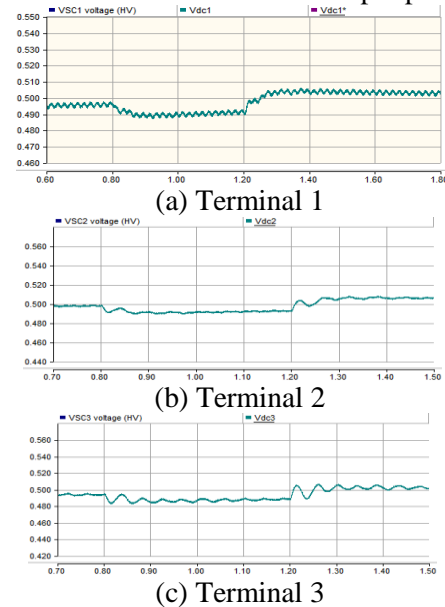 VSC1 voltage (HV) Vdc1 Vdc1*
0.550
0.540
0.530
0.520
0.510
0.500
0.490
0.480
0.470
0.460
0.60 0.80 1.00 1.20 1.40 1.60 1.80
(a) Terminal 1
VSC2 voltage (HV) Vdc2
0.560
0.540
0.520
0.500
0.480
0.460
0.440
0.70 0.80 0.90 1.00 1.10 1.20 1.30 1.40 1.50
(b) Terminal 2
VSC3 voltage (HV) Vdc3
0.560
0.540
0.520
0.500
0.480
0.460
0.440
0.420
0.70 0.80 0.90 1.00 1.10 1.20 1.30 1.40 1.50
(c) Terminal 3